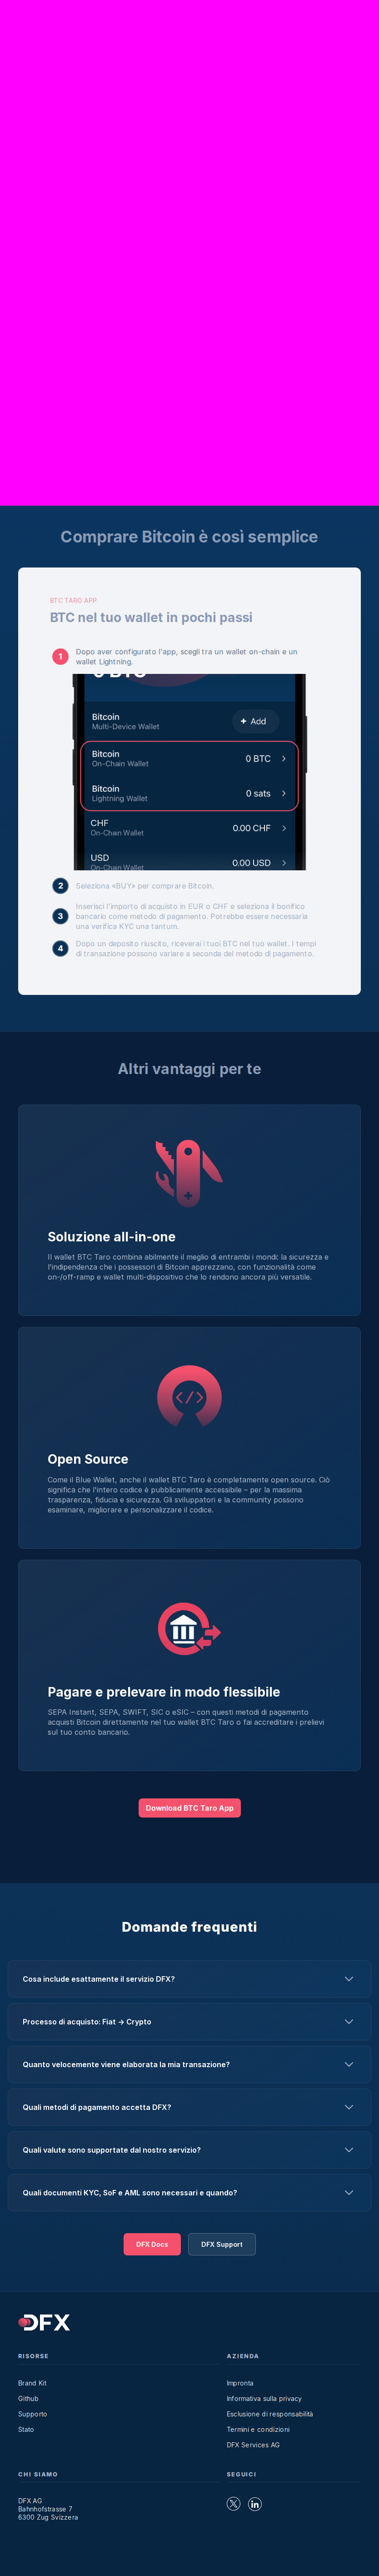 Comprare Bitcoin è così semplice
BTC TARO APP
BTC nel tuo wallet in pochi passi
1
Dopo aver configurato l'app, scegli tra un wallet on-chain e un
wallet Lightning.
Bitcoin
Multi-Device Wallet
+ Add
Bitcoin
On-Chain Wallet
0 BTC
Bitcoin
Lightning Wallet
0 sats
CHF
On-Chain Wallet
0.00 CHF
USD
On-Chain Wallet
0.00 USD
2
Seleziona «BUY» per comprare Bitcoin.
3
Inserisci l'importo di acquisto in EUR o CHF e seleziona il bonifico
bancario come metodo di pagamento. Potrebbe essere necessaria
una verifica KYC una tantum.
4
Dopo un deposito riuscito, riceverai i tuoi BTC nel tuo wallet. I tempi
di transazione possono variare a seconda del metodo di pagamento.
Altri vantaggi per te
Soluzione all-in-one
Il wallet BTC Taro combina abilmente il meglio di entrambi i mondi: la sicurezza e
l'indipendenza che i possessori di Bitcoin apprezzano, con funzionalità come
on-/off-ramp e wallet multi-dispositivo che lo rendono ancora più versatile.
Open Source
Come il Blue Wallet, anche il wallet BTC Taro è completamente open source. Ciò
significa che l'intero codice è pubblicamente accessibile – per la massima
trasparenza, fiducia e sicurezza. Gli sviluppatori e la community possono
esaminare, migliorare e personalizzare il codice.
Pagare e prelevare in modo flessibile
SEPA Instant, SEPA, SWIFT, SIC o eSIC – con questi metodi di pagamento
acquisti Bitcoin direttamente nel tuo wallet BTC Taro o fai accreditare i prelievi
sul tuo conto bancario.
Download BTC Taro App
Domande frequenti
Cosa include esattamente il servizio DFX?
Processo di acquisto: Fiat → Crypto
Quanto velocemente viene elaborata la mia transazione?
Quali metodi di pagamento accetta DFX?
Quali valute sono supportate dal nostro servizio?
Quali documenti KYC, SoF e AML sono necessari e quando?
DFX Docs
DFX Support
DFX
RISORSE
Brand Kit
Github
Supporto
Stato
AZIENDA
Impronta
Informativa sulla privacy
Esclusione di responsabilità
Termini e condizioni
DFX Services AG
CHI SIAMO
DFX AG
Bahnhofstrasse 7
6300 Zug Svizzera
SEGUICI